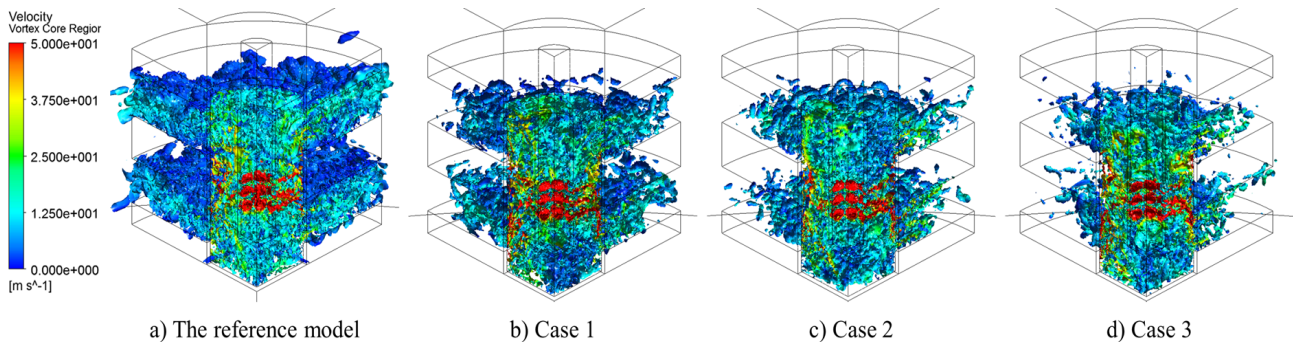 Velocity
Vortex Core Regior
5.000e+001
3.750e+001
2.500e+001
1.250e+001
0.000e+000
[m s^-1]
a) The reference model
b) Case 1
c) Case 2
d) Case 3